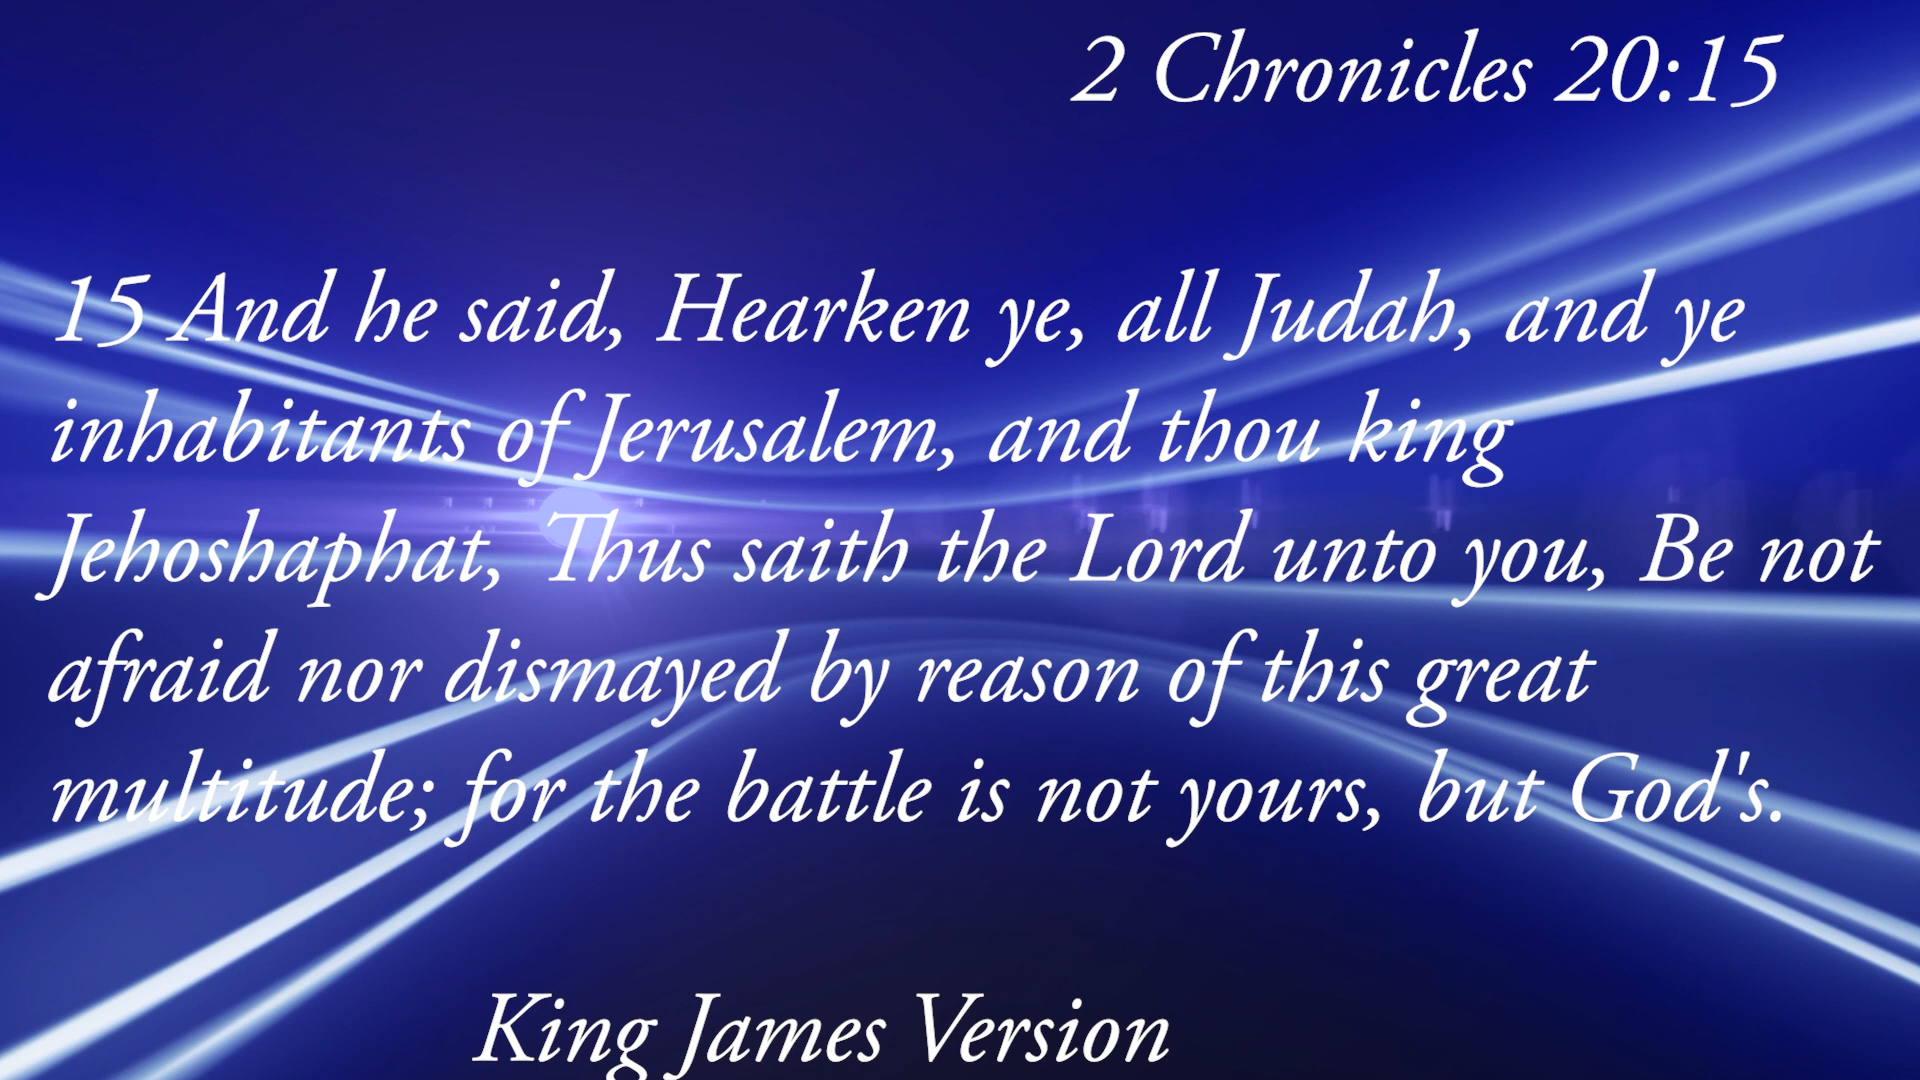 2 Chronicles 20:15
15 And he said, Hearken ye, all Judah, and ye
inhabitants of Jerusalem, and thou king
Jehoshaphat, Thus saith the Lord unto you, Be not
afraid nor dismayed by reason of this great
multitude; for the battle is not yours, but God's.
King James Version